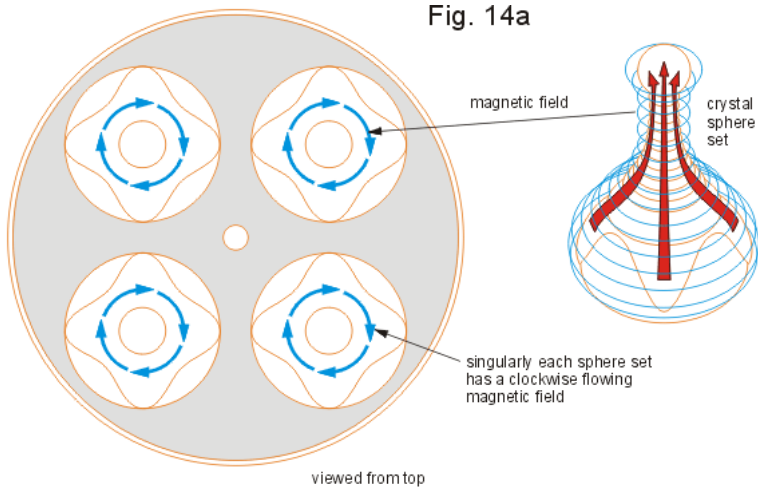 Fig. 14a
magnetic field
crystal
sphere
set
singularly each sphere set
has a clockwise flowing
magnetic field
viewed from top